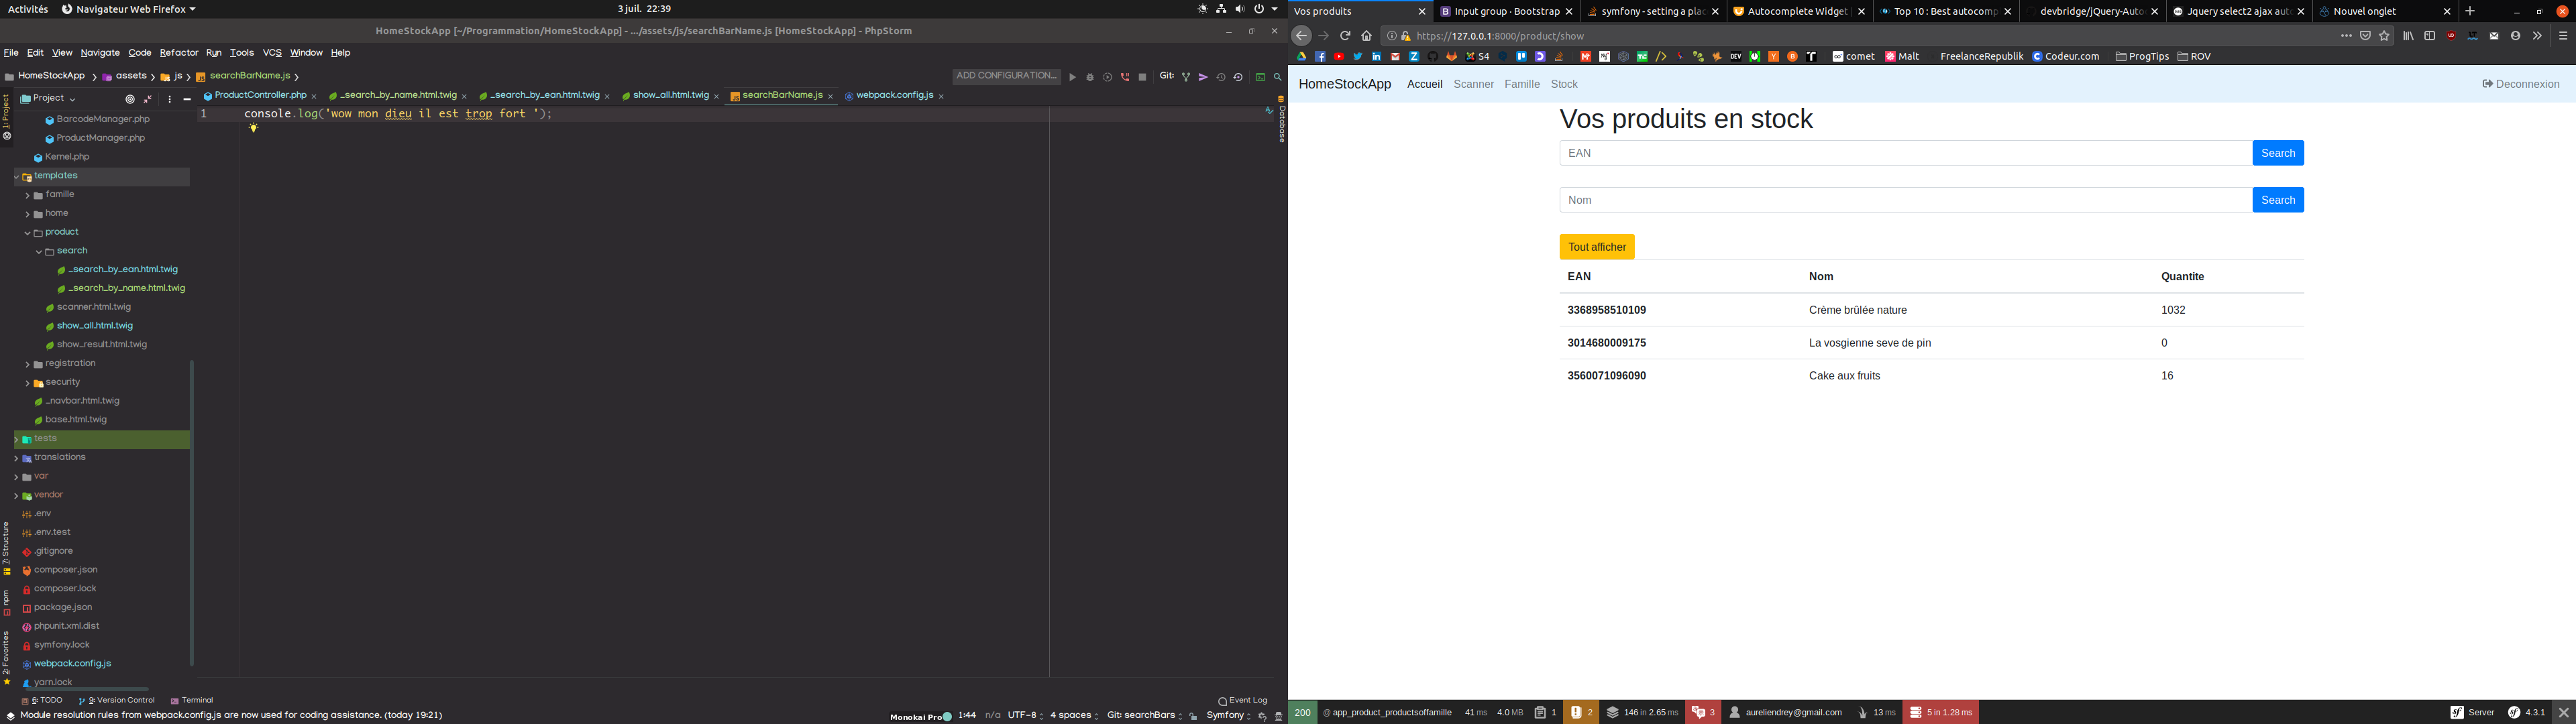 Activités Navigateur Web Firefox 3 juil. 22:39
HomeStockApp [~/Programmation/HomeStockApp] - .../assets/js/searchBarName.js [HomeStockApp] - PhpStorm
File Edit View Navigate Code Refactor Run Tools VCS Window Help
HomeStockApp assets js searchBarName.js ADD CONFIGURATION... Git:
Project ProductController.php _search_by_name.html.twig _search_by_ean.html.twig show_all.html.twig searchBarName.js webpack.config.js
1 console.log('wow mon dieu il est trop fort ');
1: Project
Database
BarcodeManager.php
ProductManager.php
Kernel.php
templates
famille
home
product
search
_search_by_ean.html.twig
_search_by_name.html.twig
scanner.html.twig
show_all.html.twig
show_result.html.twig
registration
security
_navbar.html.twig
base.html.twig
tests
translations
var
vendor
.env
.env.test
.gitignore
composer.json
composer.lock
package.json
phpunit.xml.dist
symfony.lock
webpack.config.js
yarn.lock
7: Structure
npm
2: Favorites
6: TODO 9: Version Control Terminal Event Log
Module resolution rules from webpack.config.js are now used for coding assistance. (today 19:21) Monokai Pro 1:44 n/a UTF-8 4 spaces Git: searchBars Symfony
Vos produits Input group · Bootstrap symfony - setting a plac Autocomplete Widget Top 10 : Best autocomp devbridge/jQuery-Auto Jquery select2 ajax auto Nouvel onglet
https://127.0.0.1:8000/product/show
S4 comet Malt FreelanceRepublik Codeur.com ProgTips ROV
HomeStockApp Accueil Scanner Famille Stock Deconnexion
Vos produits en stock
EAN Search
Nom Search
Tout afficher
EAN Nom Quantite
3368958510109 Crème brûlée nature 1032
3014680009175 La vosgienne seve de pin 0
3560071096090 Cake aux fruits 16
200 @ app_product_productsoffamille 41 ms 4.0 MB 1 2 146 in 2.65 ms 3 aureliendrey@gmail.com 13 ms 5 in 1.28 ms Server 4.3.1